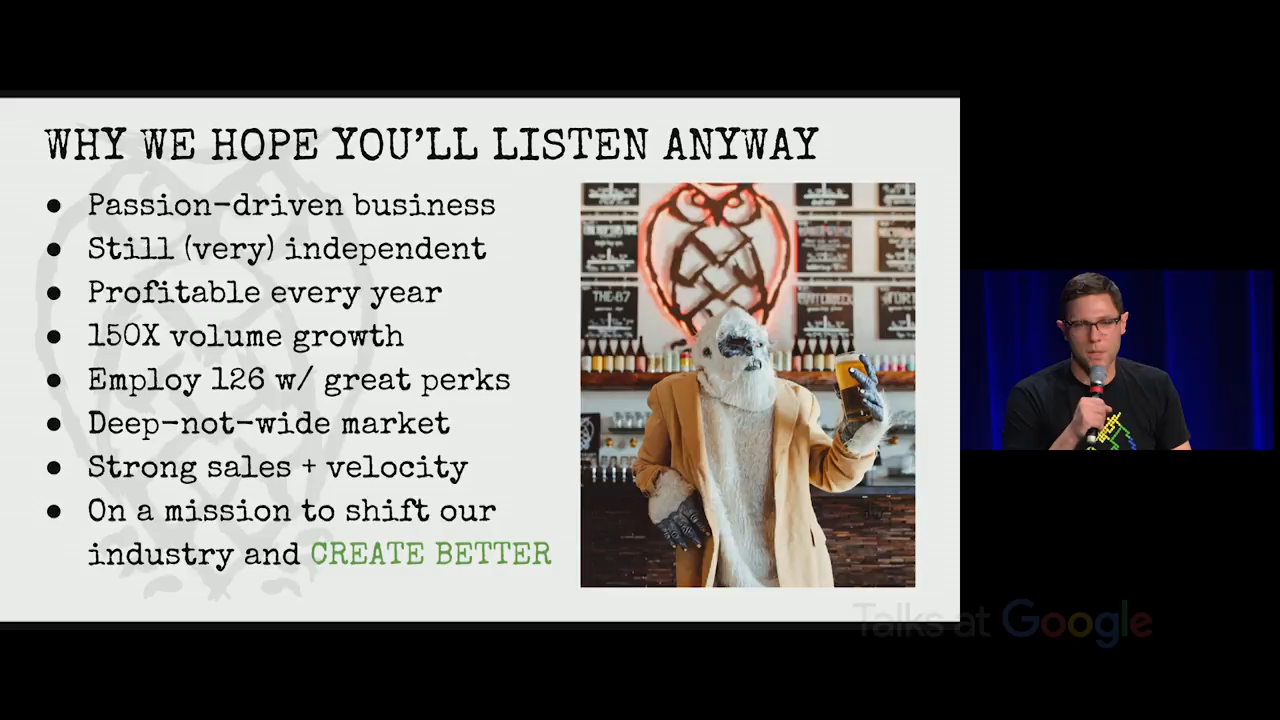 WHY WE HOPE YOU'LL LISTEN ANYWAY
● Passion-driven business
● Still (very) independent
● Profitable every year
● 150X volume growth
● Employ 126 w/ great perks
● Deep-not-wide market
● Strong sales + velocity
● On a mission to shift our
industry and CREATE BETTER
THE 87
Talks at Google